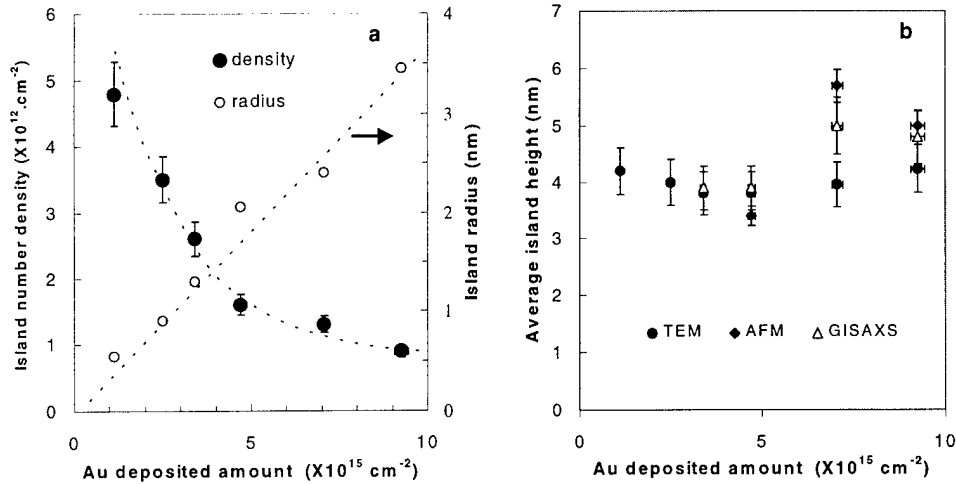 a
density
radius
Island number density (X10¹².cm⁻²)
6
5
4
3
2
1
0
4
3
2
1
0
Island radius (nm)
0
5
10
Au deposited amount (X10¹⁵ cm⁻²)
b
Average island height (nm)
7
6
5
4
3
2
1
0
TEM
AFM
GISAXS
0
5
10
Au deposited amount (X10¹⁵ cm⁻²)